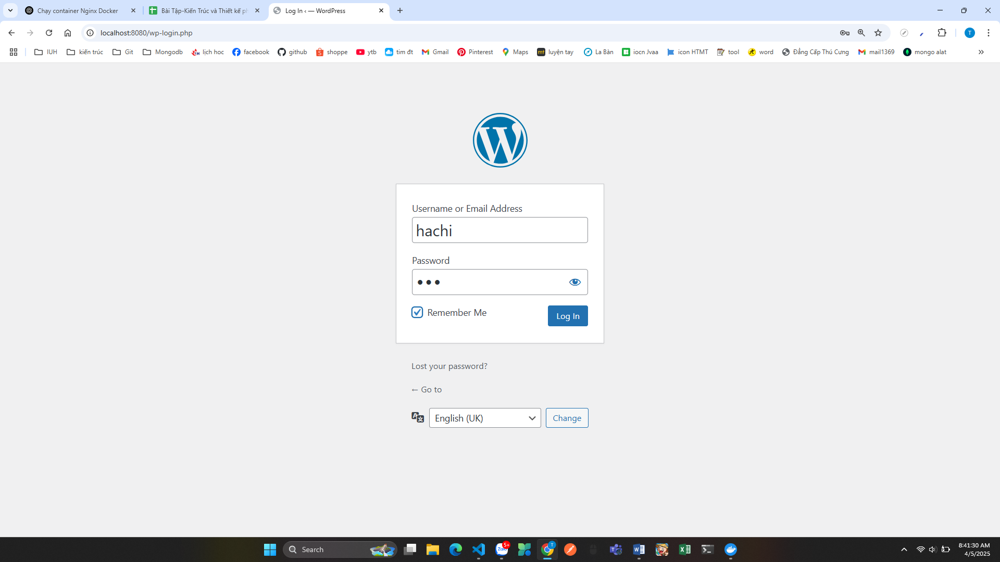 Chạy container Nginx Docker
Bài Tập-Kiến Trúc và Thiết kế ph
Log In ‹ — WordPress
localhost:8080/wp-login.php
T
IUH
kiến trúc
Git
Mongodb
lịch hoc
facebook
github
shoppe
ytb
tim đt
Gmail
Pinterest
Maps
luyện tay
La Bàn
iocn Jvaa
icon HTMT
tool
word
Đẳng Cấp Thú Cưng
mail1369
mongo alat
Username or Email Address
hachi
Password
Remember Me
Log In
Lost your password?
← Go to
English (UK)
Change
Search
5+
8:41:30 AM
4/5/2025